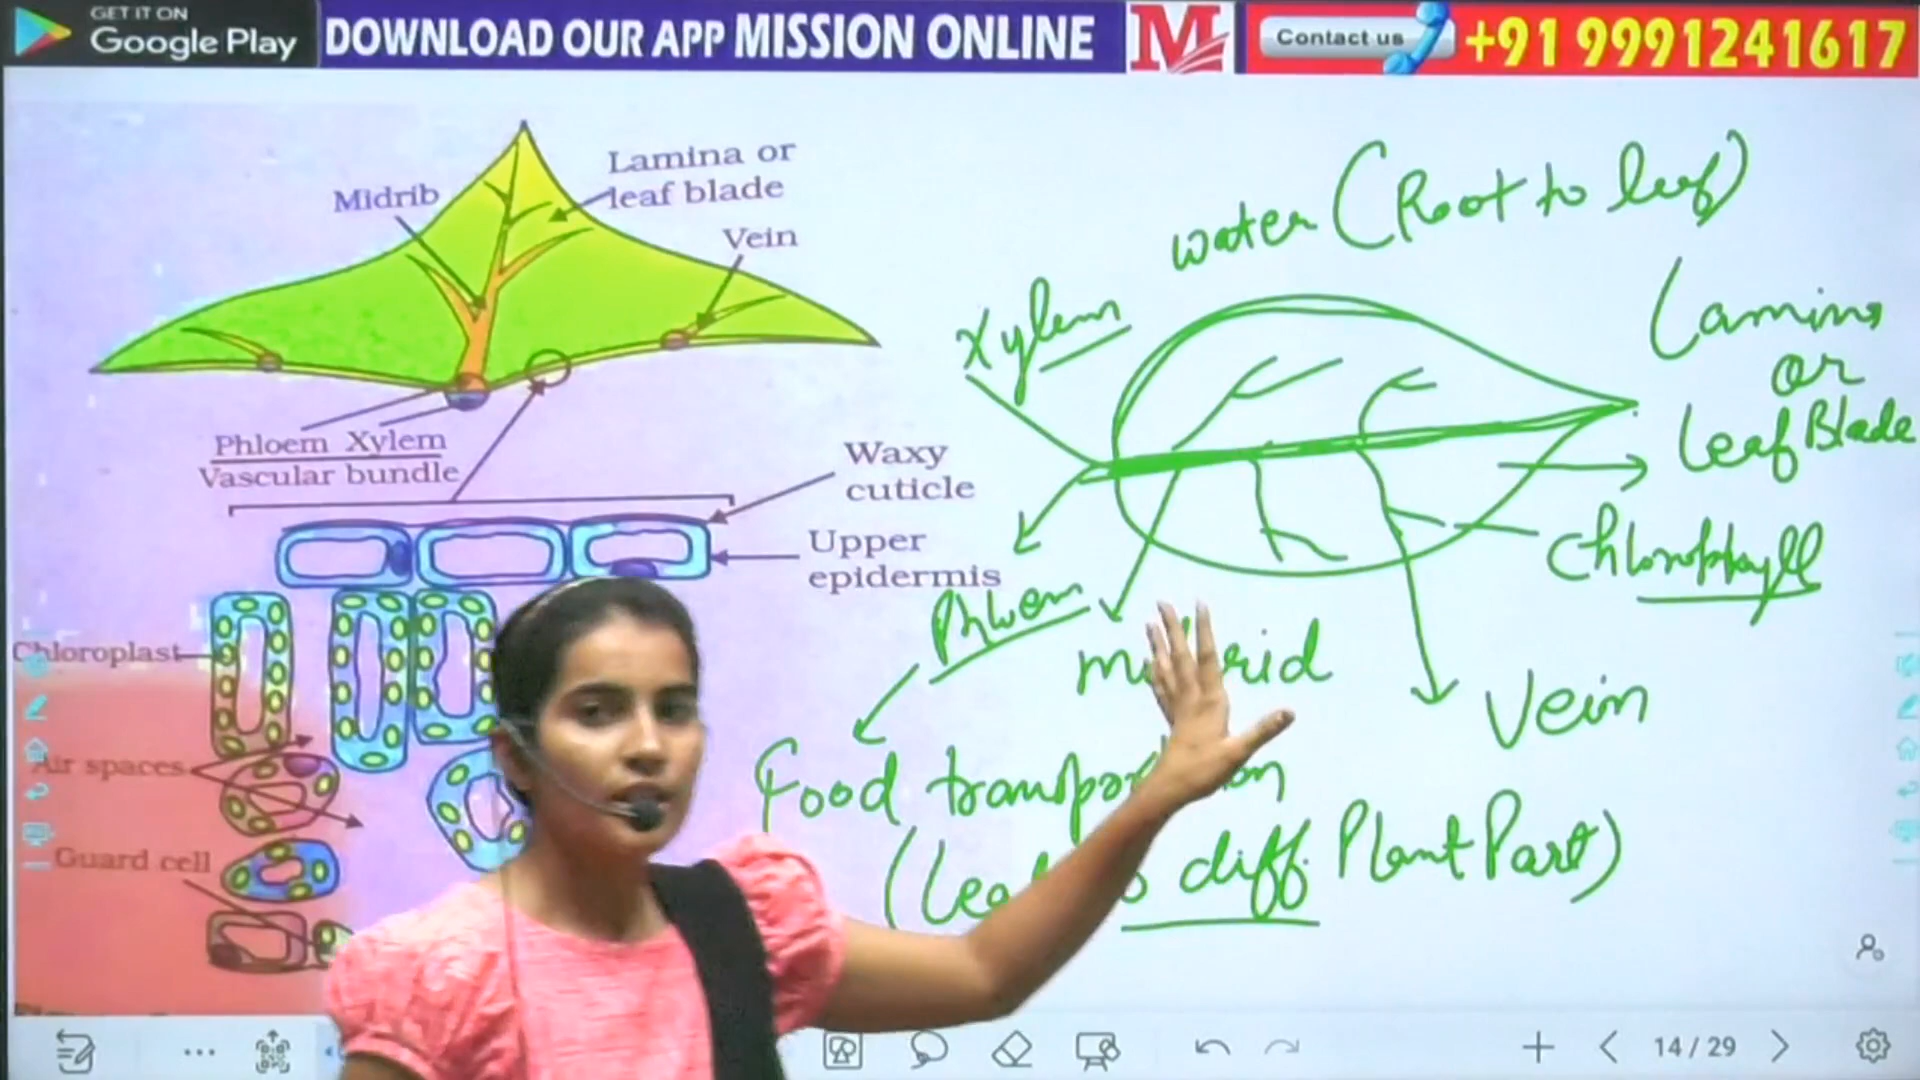 GET IT ON
Google Play
DOWNLOAD OUR APP MISSION ONLINE
M
Contact us
+91 9991241617
Midrib
Lamina or
leaf blade
Vein
Phloem Xylem
Vascular bundle
Waxy
cuticle
Upper
epidermis
Chloroplast
Air spaces
Guard cell
water (Root to leaf)
Xylem
Lamina
or
leaf Blade
Chlorophyll
Phloem
Vein
Food
diff. Plant Part)
14 / 29